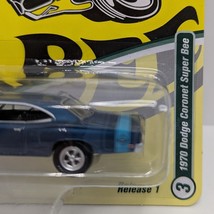 1970 Dodge Coronet Super Bee
3
Release 1